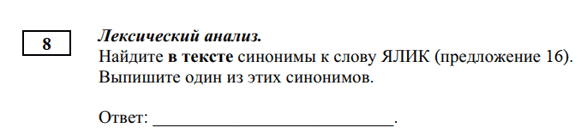 8
Лексический анализ.
Найдите в тексте синонимы к слову ЯЛИК (предложение 16).
Выпишите один из этих синонимов.
Ответ: ____________________________.